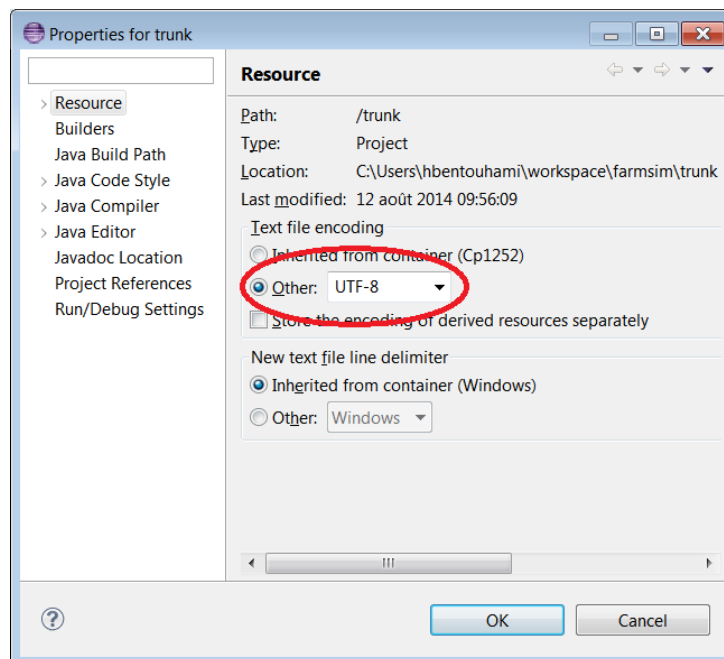 Properties for trunk
Resource
Builders
Java Build Path
Java Code Style
Java Compiler
Java Editor
Javadoc Location
Project References
Run/Debug Settings
Resource
Path: /trunk
Type: Project
Location: C:\Users\hbentouhami\workspace\farmsim\trunk
Last modified: 12 août 2014 09:56:09
Text file encoding
Inherited from container (Cp1252)
Other: UTF-8
Store the encoding of derived resources separately
New text file line delimiter
Inherited from container (Windows)
Other: Windows
OK Cancel